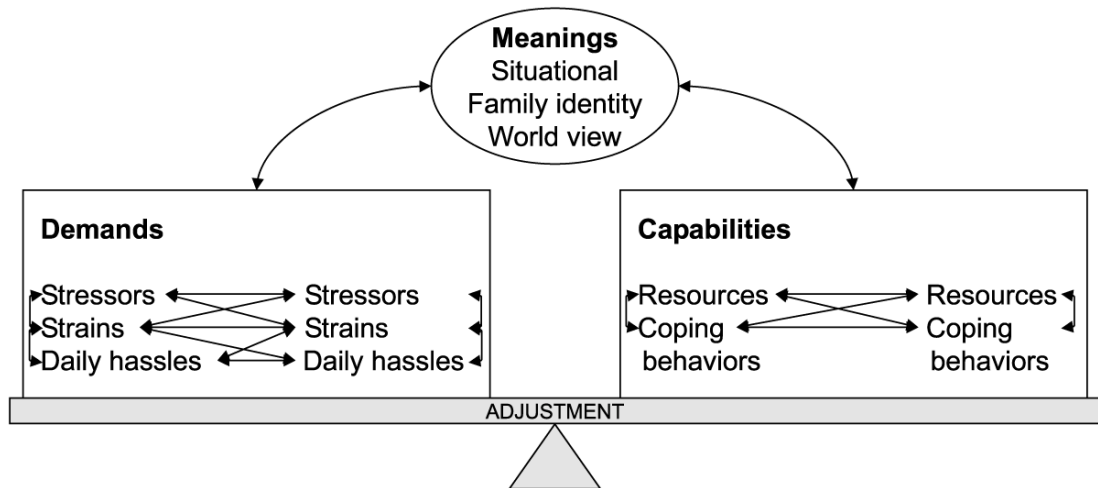 Meanings
Situational
Family identity
World view
Demands
Stressors
Strains
Daily hassles
Stressors
Strains
Daily hassles
Capabilities
Resources
Coping
behaviors
Resources
Coping
behaviors
ADJUSTMENT